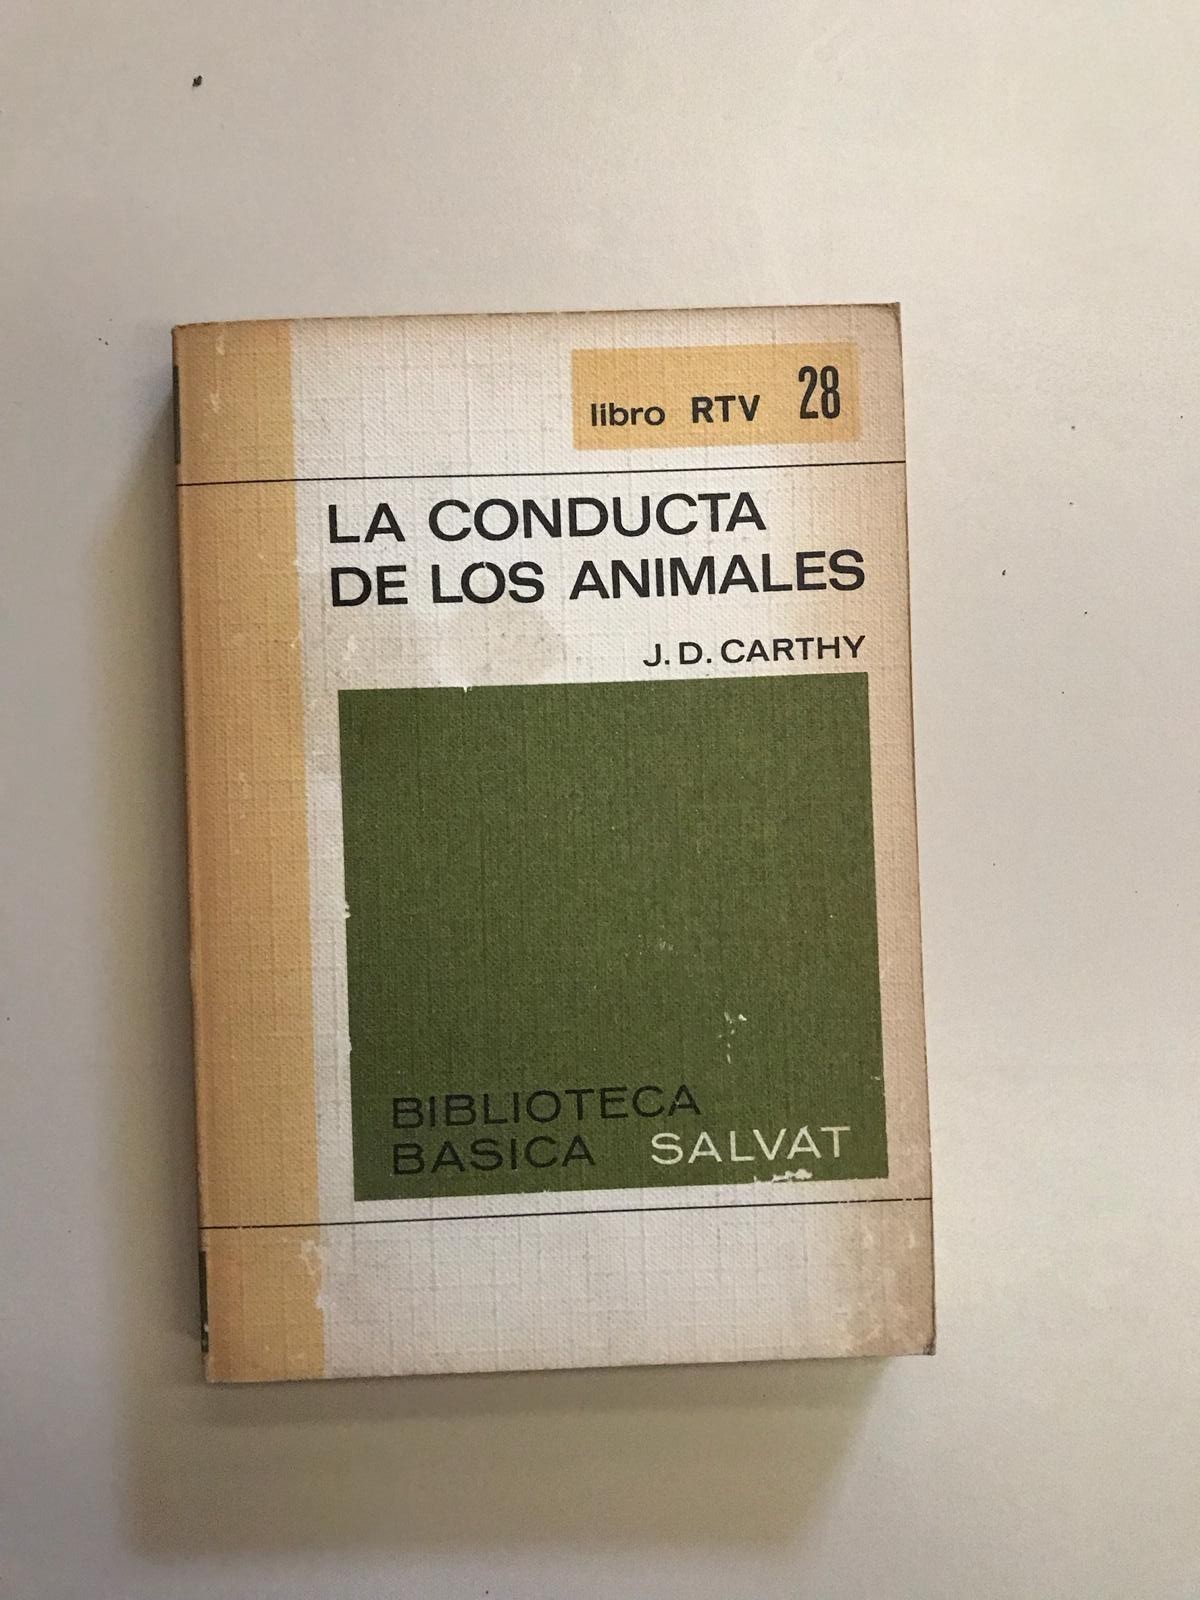 libro RTV 28
LA CONDUCTA
DE LOS ANIMALES
J. D. CARTHY
BIBLIOTECA
BASICA SALVAT